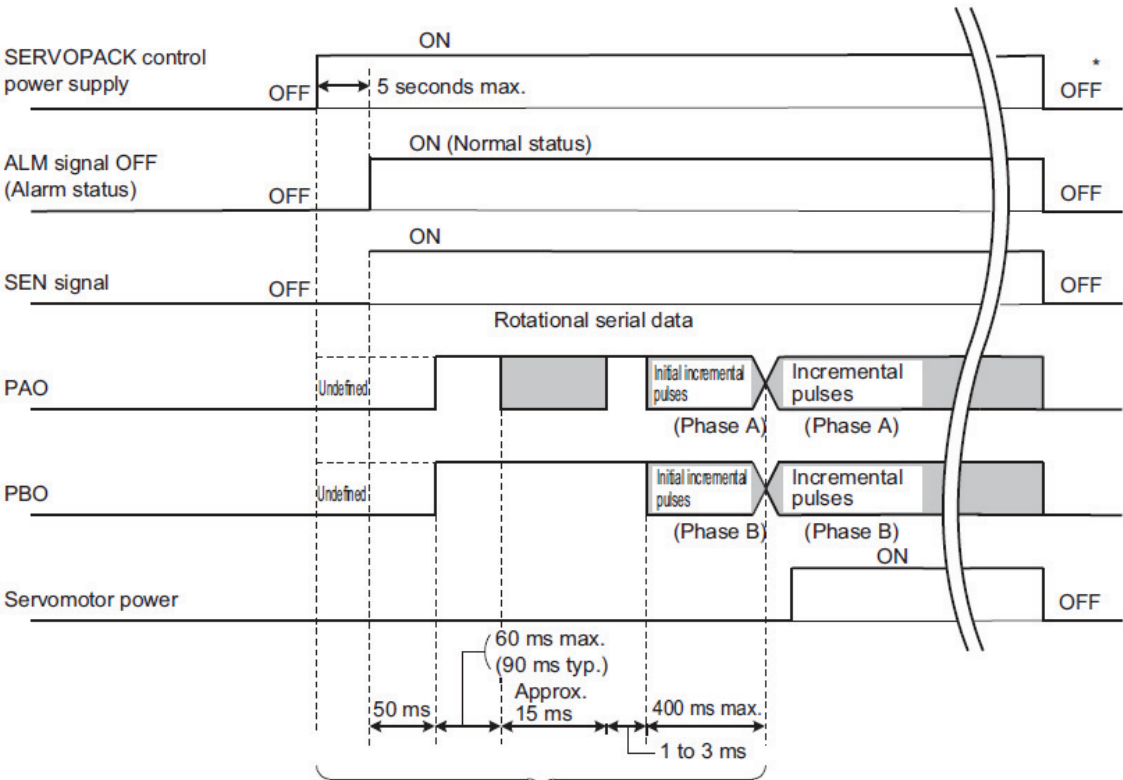 ON
SERVOPACK control
power supply
OFF
5 seconds max.
*
OFF
ON (Normal status)
ALM signal OFF
(Alarm status)
OFF
OFF
ON
SEN signal
OFF
OFF
Rotational serial data
PAO
Undefined
Initial incremental
pulses
Incremental
pulses
(Phase A)
(Phase A)
PBO
Undefined
Initial incremental
pulses
Incremental
pulses
(Phase B)
(Phase B)
ON
Servomotor power
OFF
60 ms max.
(90 ms typ.)
Approx.
50 ms
15 ms
400 ms max.
1 to 3 ms